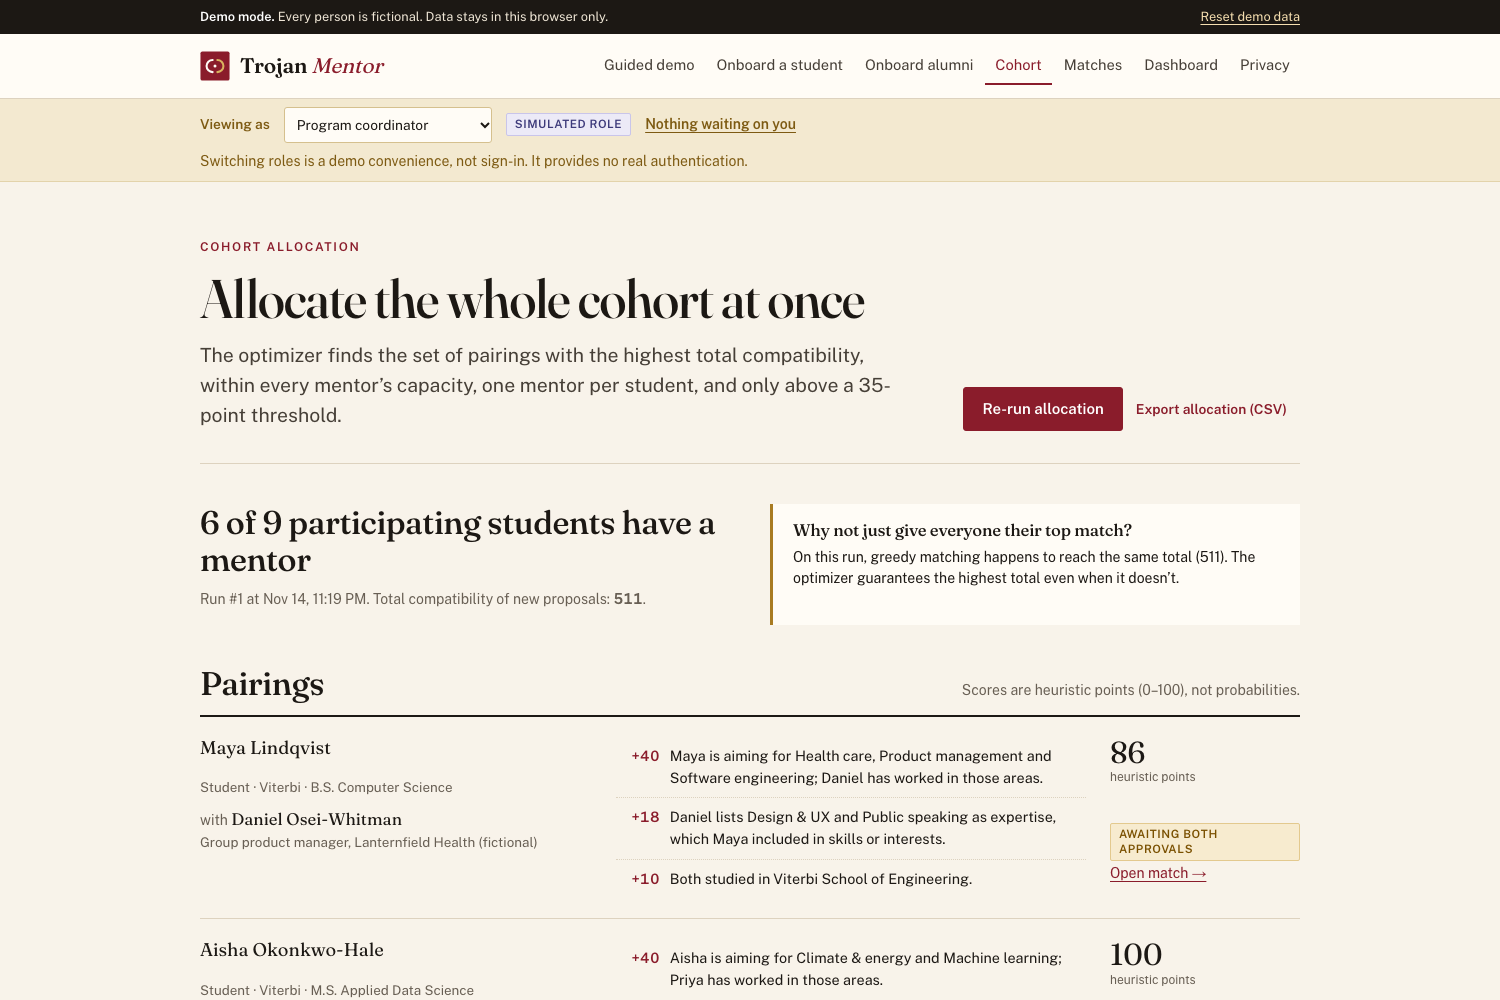 Demo mode. Every person is fictional. Data stays in this browser only.
Reset demo data
Trojan Mentor
Guided demo
Onboard a student
Onboard alumni
Cohort
Matches
Dashboard
Privacy
Viewing as
Program coordinator
SIMULATED ROLE
Nothing waiting on you
Switching roles is a demo convenience, not sign-in. It provides no real authentication.
COHORT ALLOCATION
Allocate the whole cohort at once
The optimizer finds the set of pairings with the highest total compatibility,
within every mentor’s capacity, one mentor per student, and only above a 35-
point threshold.
Re-run allocation
Export allocation (CSV)
6 of 9 participating students have a
mentor
Run #1 at Nov 14, 11:19 PM. Total compatibility of new proposals: 511.
Why not just give everyone their top match?
On this run, greedy matching happens to reach the same total (511). The
optimizer guarantees the highest total even when it doesn’t.
Pairings
Scores are heuristic points (0–100), not probabilities.
Maya Lindqvist
Student · Viterbi · B.S. Computer Science
with Daniel Osei-Whitman
Group product manager, Lanternfield Health (fictional)
+40 Maya is aiming for Health care, Product management and
Software engineering; Daniel has worked in those areas.
+18 Daniel lists Design & UX and Public speaking as expertise,
which Maya included in skills or interests.
+10 Both studied in Viterbi School of Engineering.
86
heuristic points
AWAITING BOTH
APPROVALS
Open match →
Aisha Okonkwo-Hale
Student · Viterbi · M.S. Applied Data Science
+40 Aisha is aiming for Climate & energy and Machine learning;
Priya has worked in those areas.
100
heuristic points